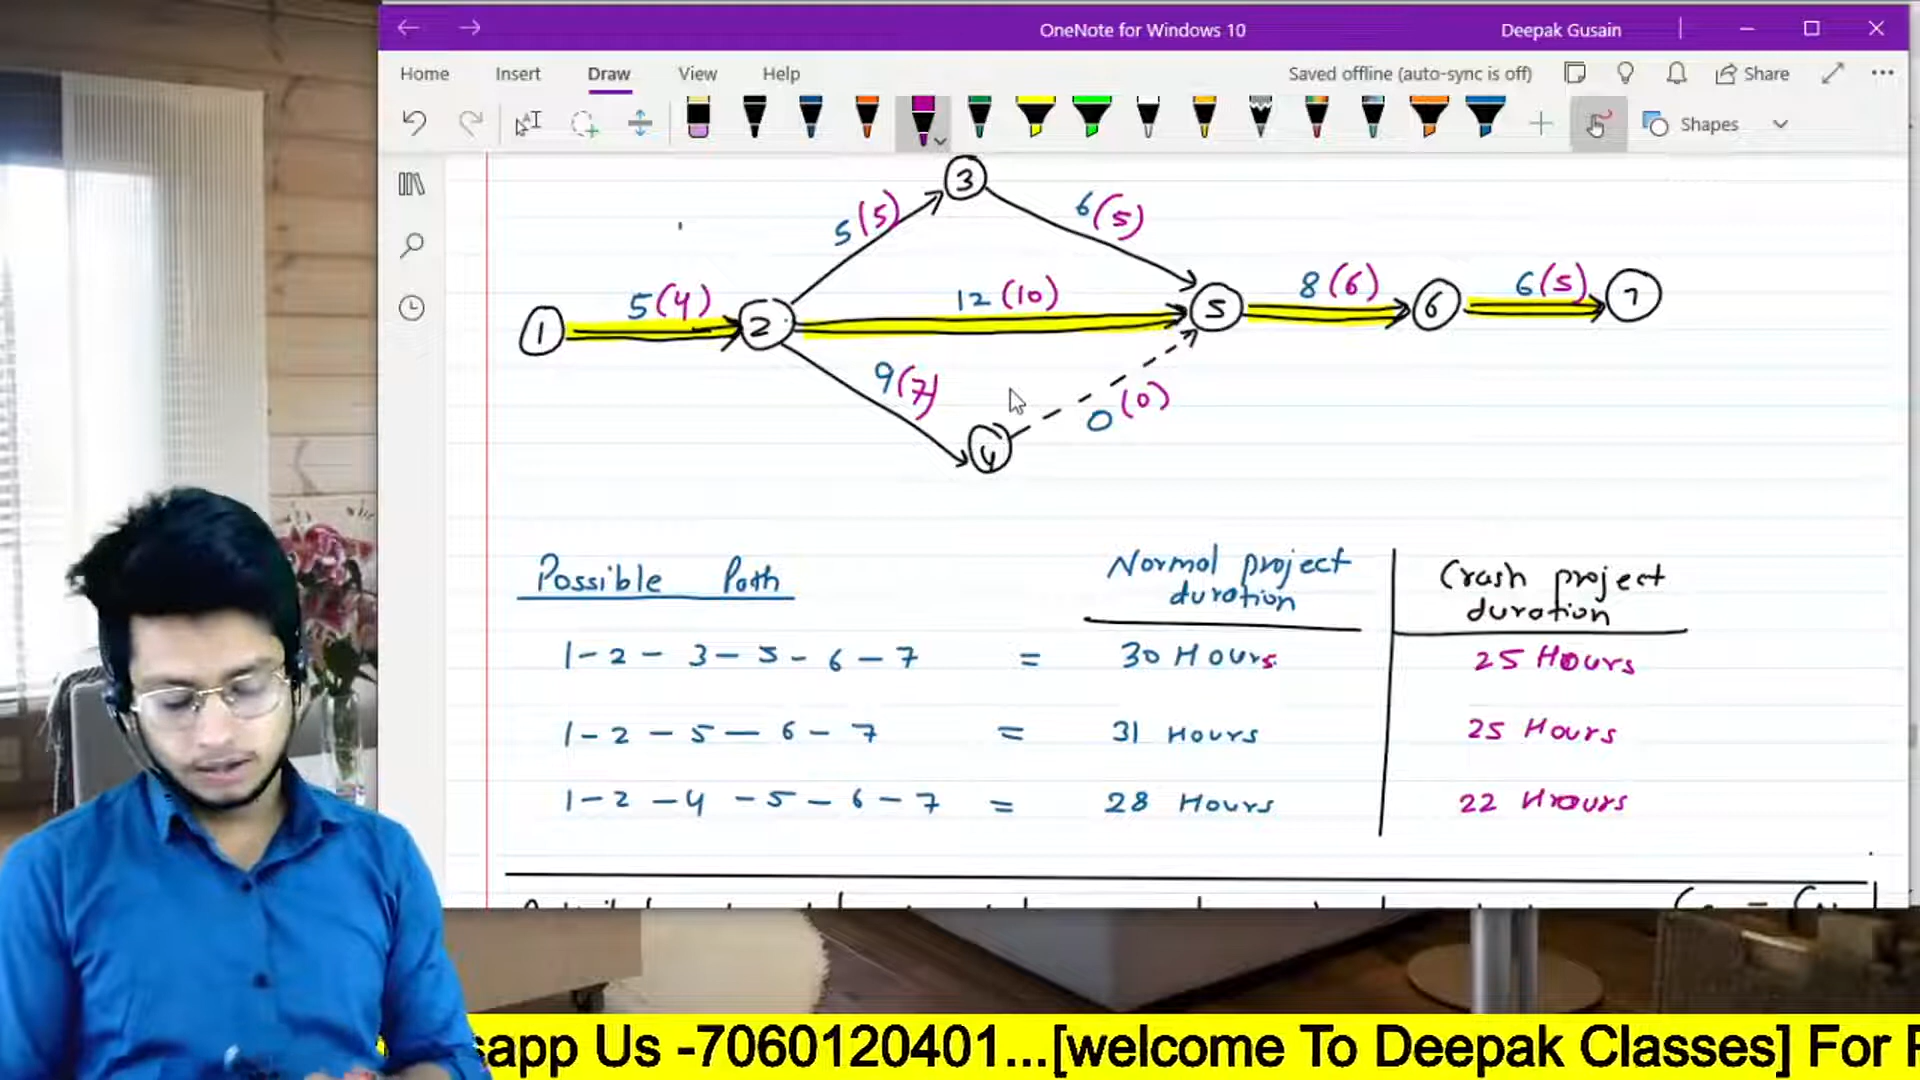 OneNote for Windows 10
Deepak Gusain
Home Insert Draw View Help
Saved offline (auto-sync is off)
Share
Shapes
3
5(5)
6(5)
5(4)
12(10)
8(6)
6(5)
1
2
5
6
7
9(7)
0(0)
4
Possible Path
Normal project duration
Crash project duration
1-2-3-5-6-7 = 30 Hours 25 Hours
1-2-5-6-7 = 31 Hours 25 Hours
1-2-4-5-6-7 = 28 Hours 22 Hours
sapp Us -7060120401...[welcome To Deepak Classes] For